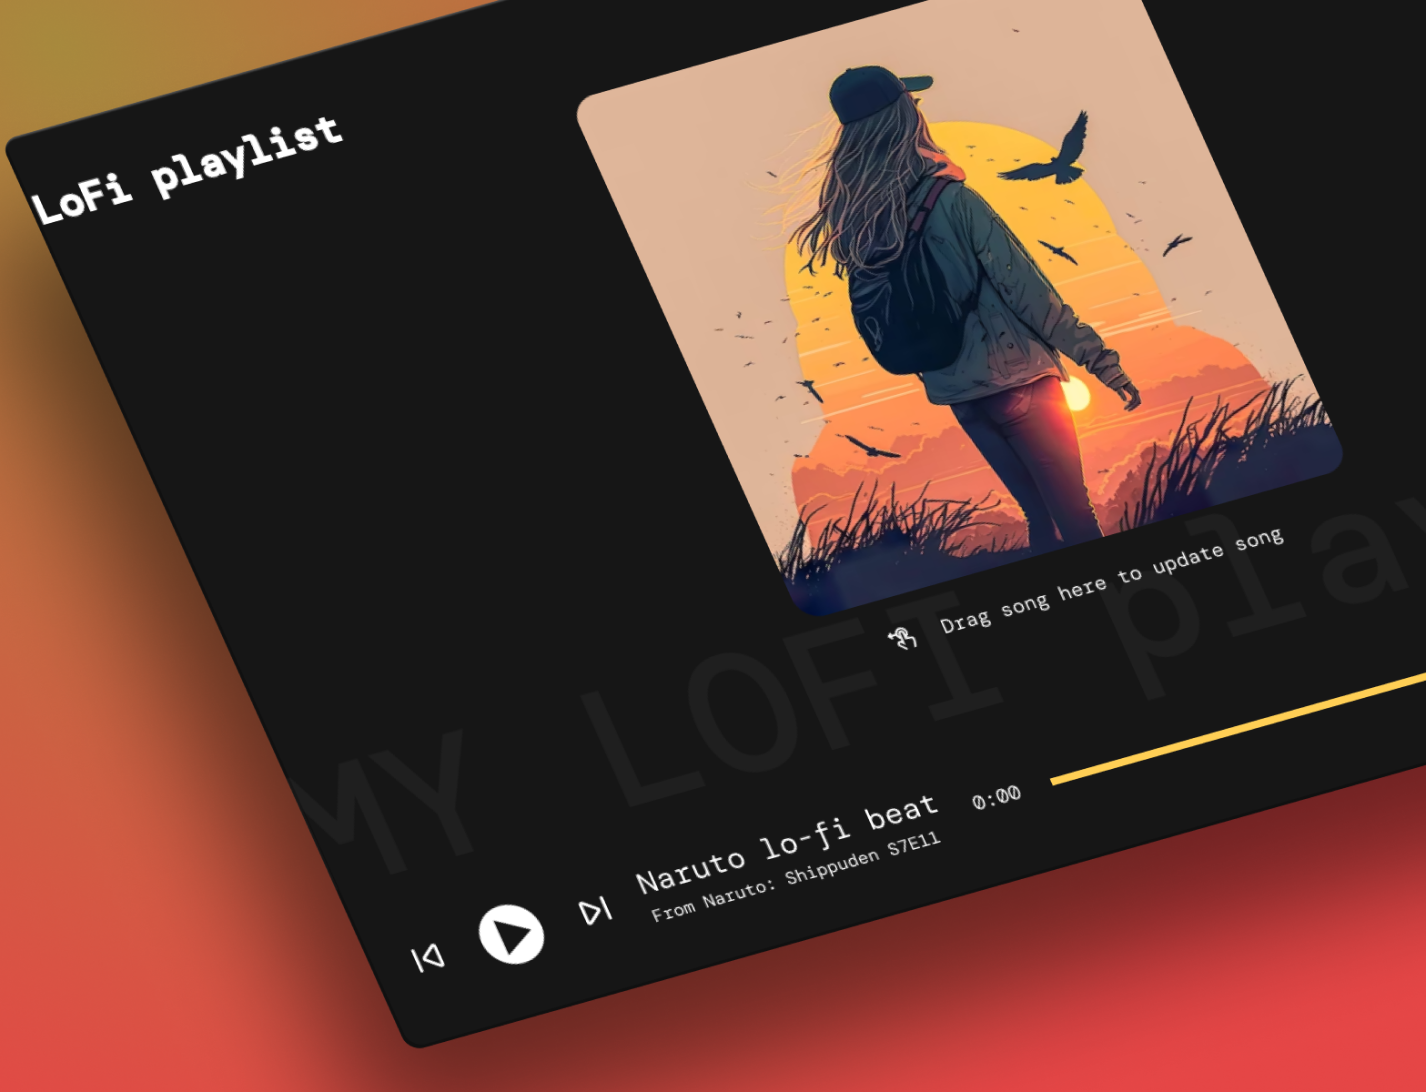 LoFi playlist
Drag song here to update song
MY LOFI play
Naruto lo-fi beat
0:00
From Naruto: Shippuden S7E11